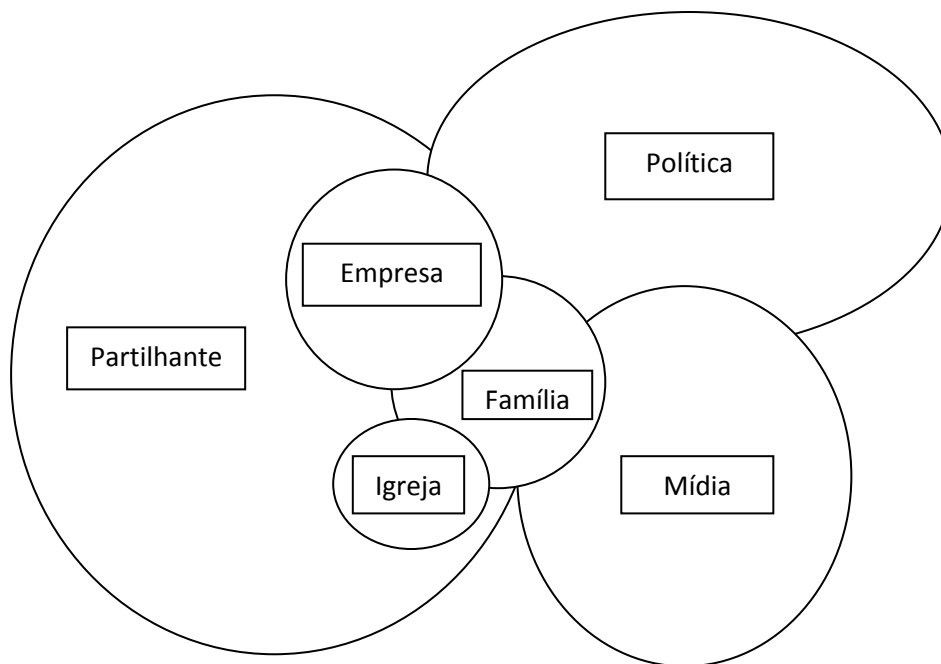 Política
Empresa
Partilhante
Família
Igreja
Mídia